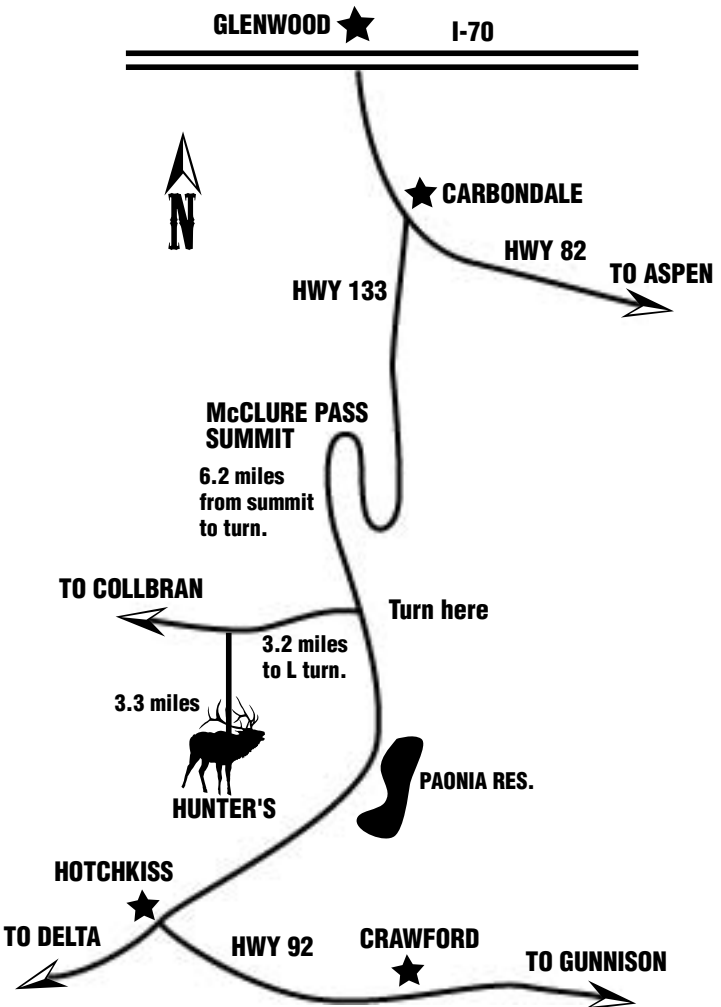 GLENWOOD
I-70
N
CARBONDALE
HWY 82
TO ASPEN
HWY 133
McCLURE PASS
SUMMIT
6.2 miles
from summit
to turn.
TO COLLBRAN
Turn here
3.2 miles
to L turn.
3.3 miles
PAONIA RES.
HUNTER'S
HOTCHKISS
TO DELTA
HWY 92
CRAWFORD
TO GUNNISON